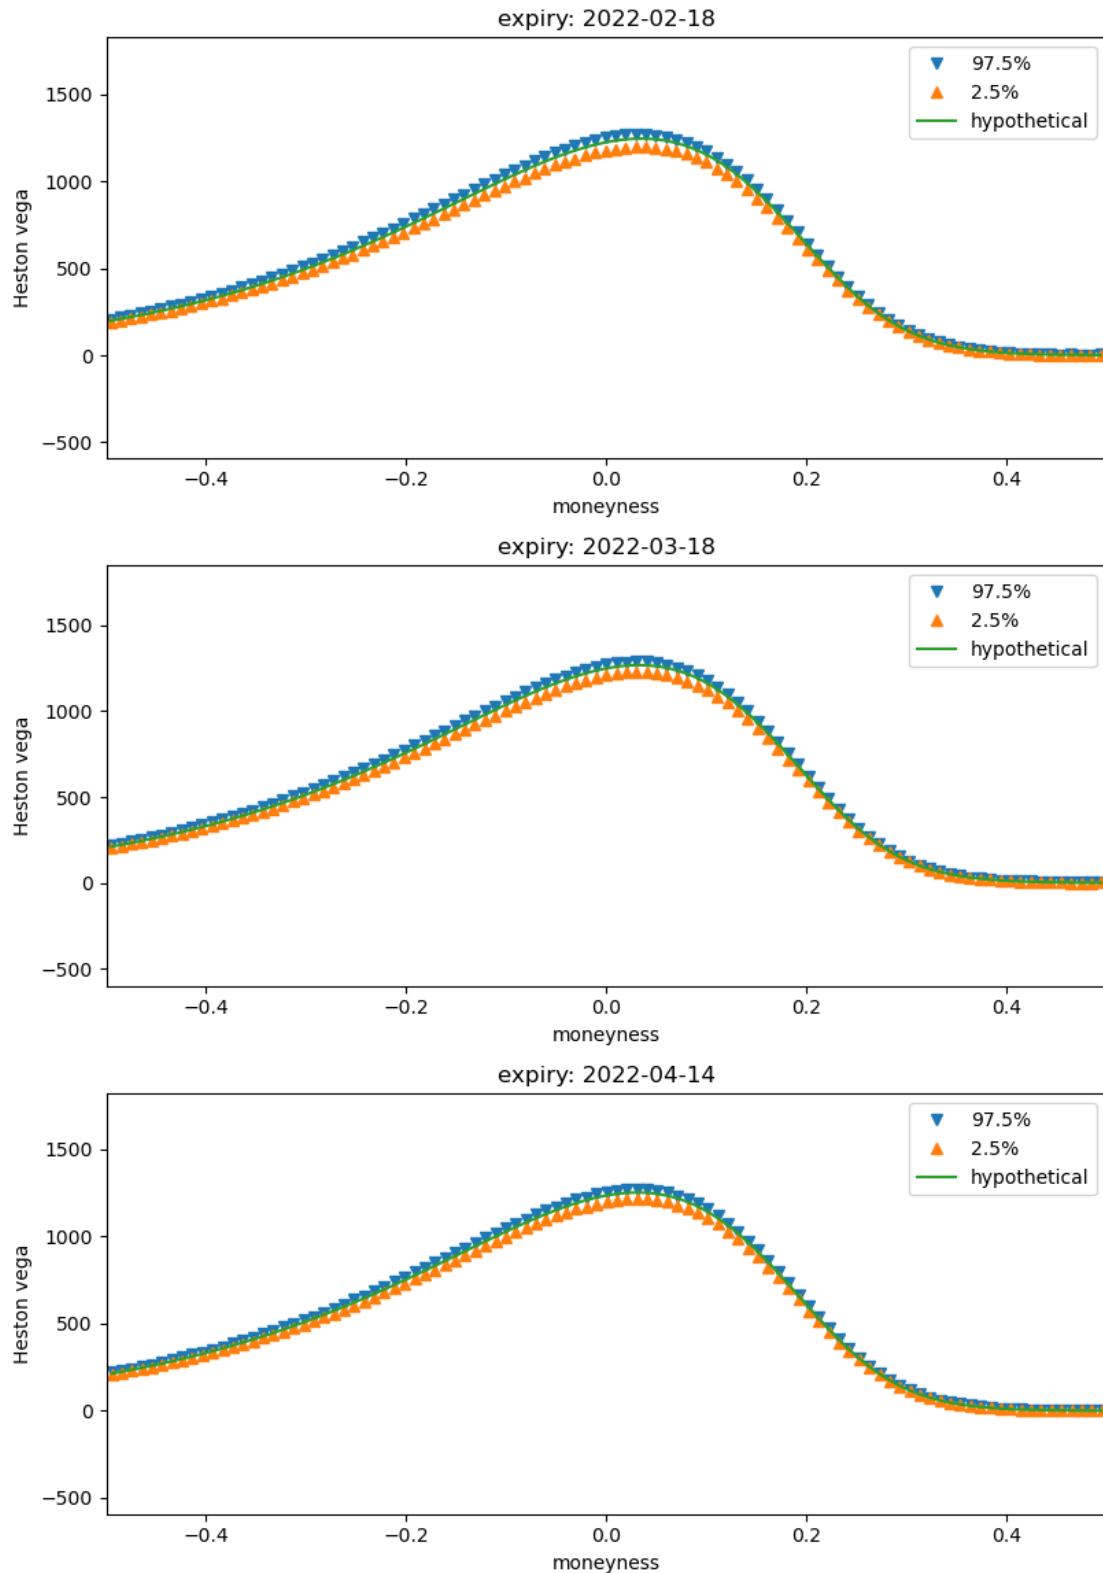 expiry: 2022-02-18
97.5%
2.5%
hypothetical
1500
1000
500
0
−500
Heston vega
−0.4 −0.2 0.0 0.2 0.4
moneyness
expiry: 2022-03-18
97.5%
2.5%
hypothetical
1500
1000
500
0
−500
Heston vega
−0.4 −0.2 0.0 0.2 0.4
moneyness
expiry: 2022-04-14
97.5%
2.5%
hypothetical
1500
1000
500
0
−500
Heston vega
−0.4 −0.2 0.0 0.2 0.4
moneyness